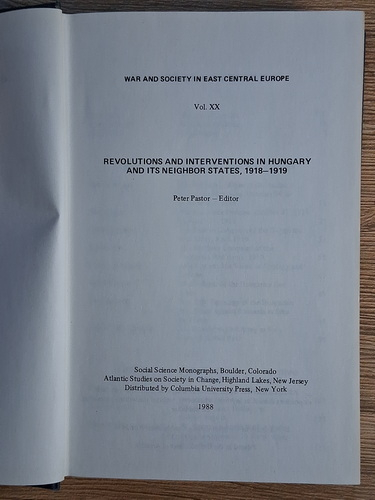 WAR AND SOCIETY IN EAST CENTRAL EUROPE
Vol. XX
REVOLUTIONS AND INTERVENTIONS IN HUNGARY
AND ITS NEIGHBOR STATES, 1918–1919
Peter Pastor – Editor
Social Science Monographs, Boulder, Colorado
Atlantic Studies on Society in Change, Highland Lakes, New Jersey
Distributed by Columbia University Press, New York
1988